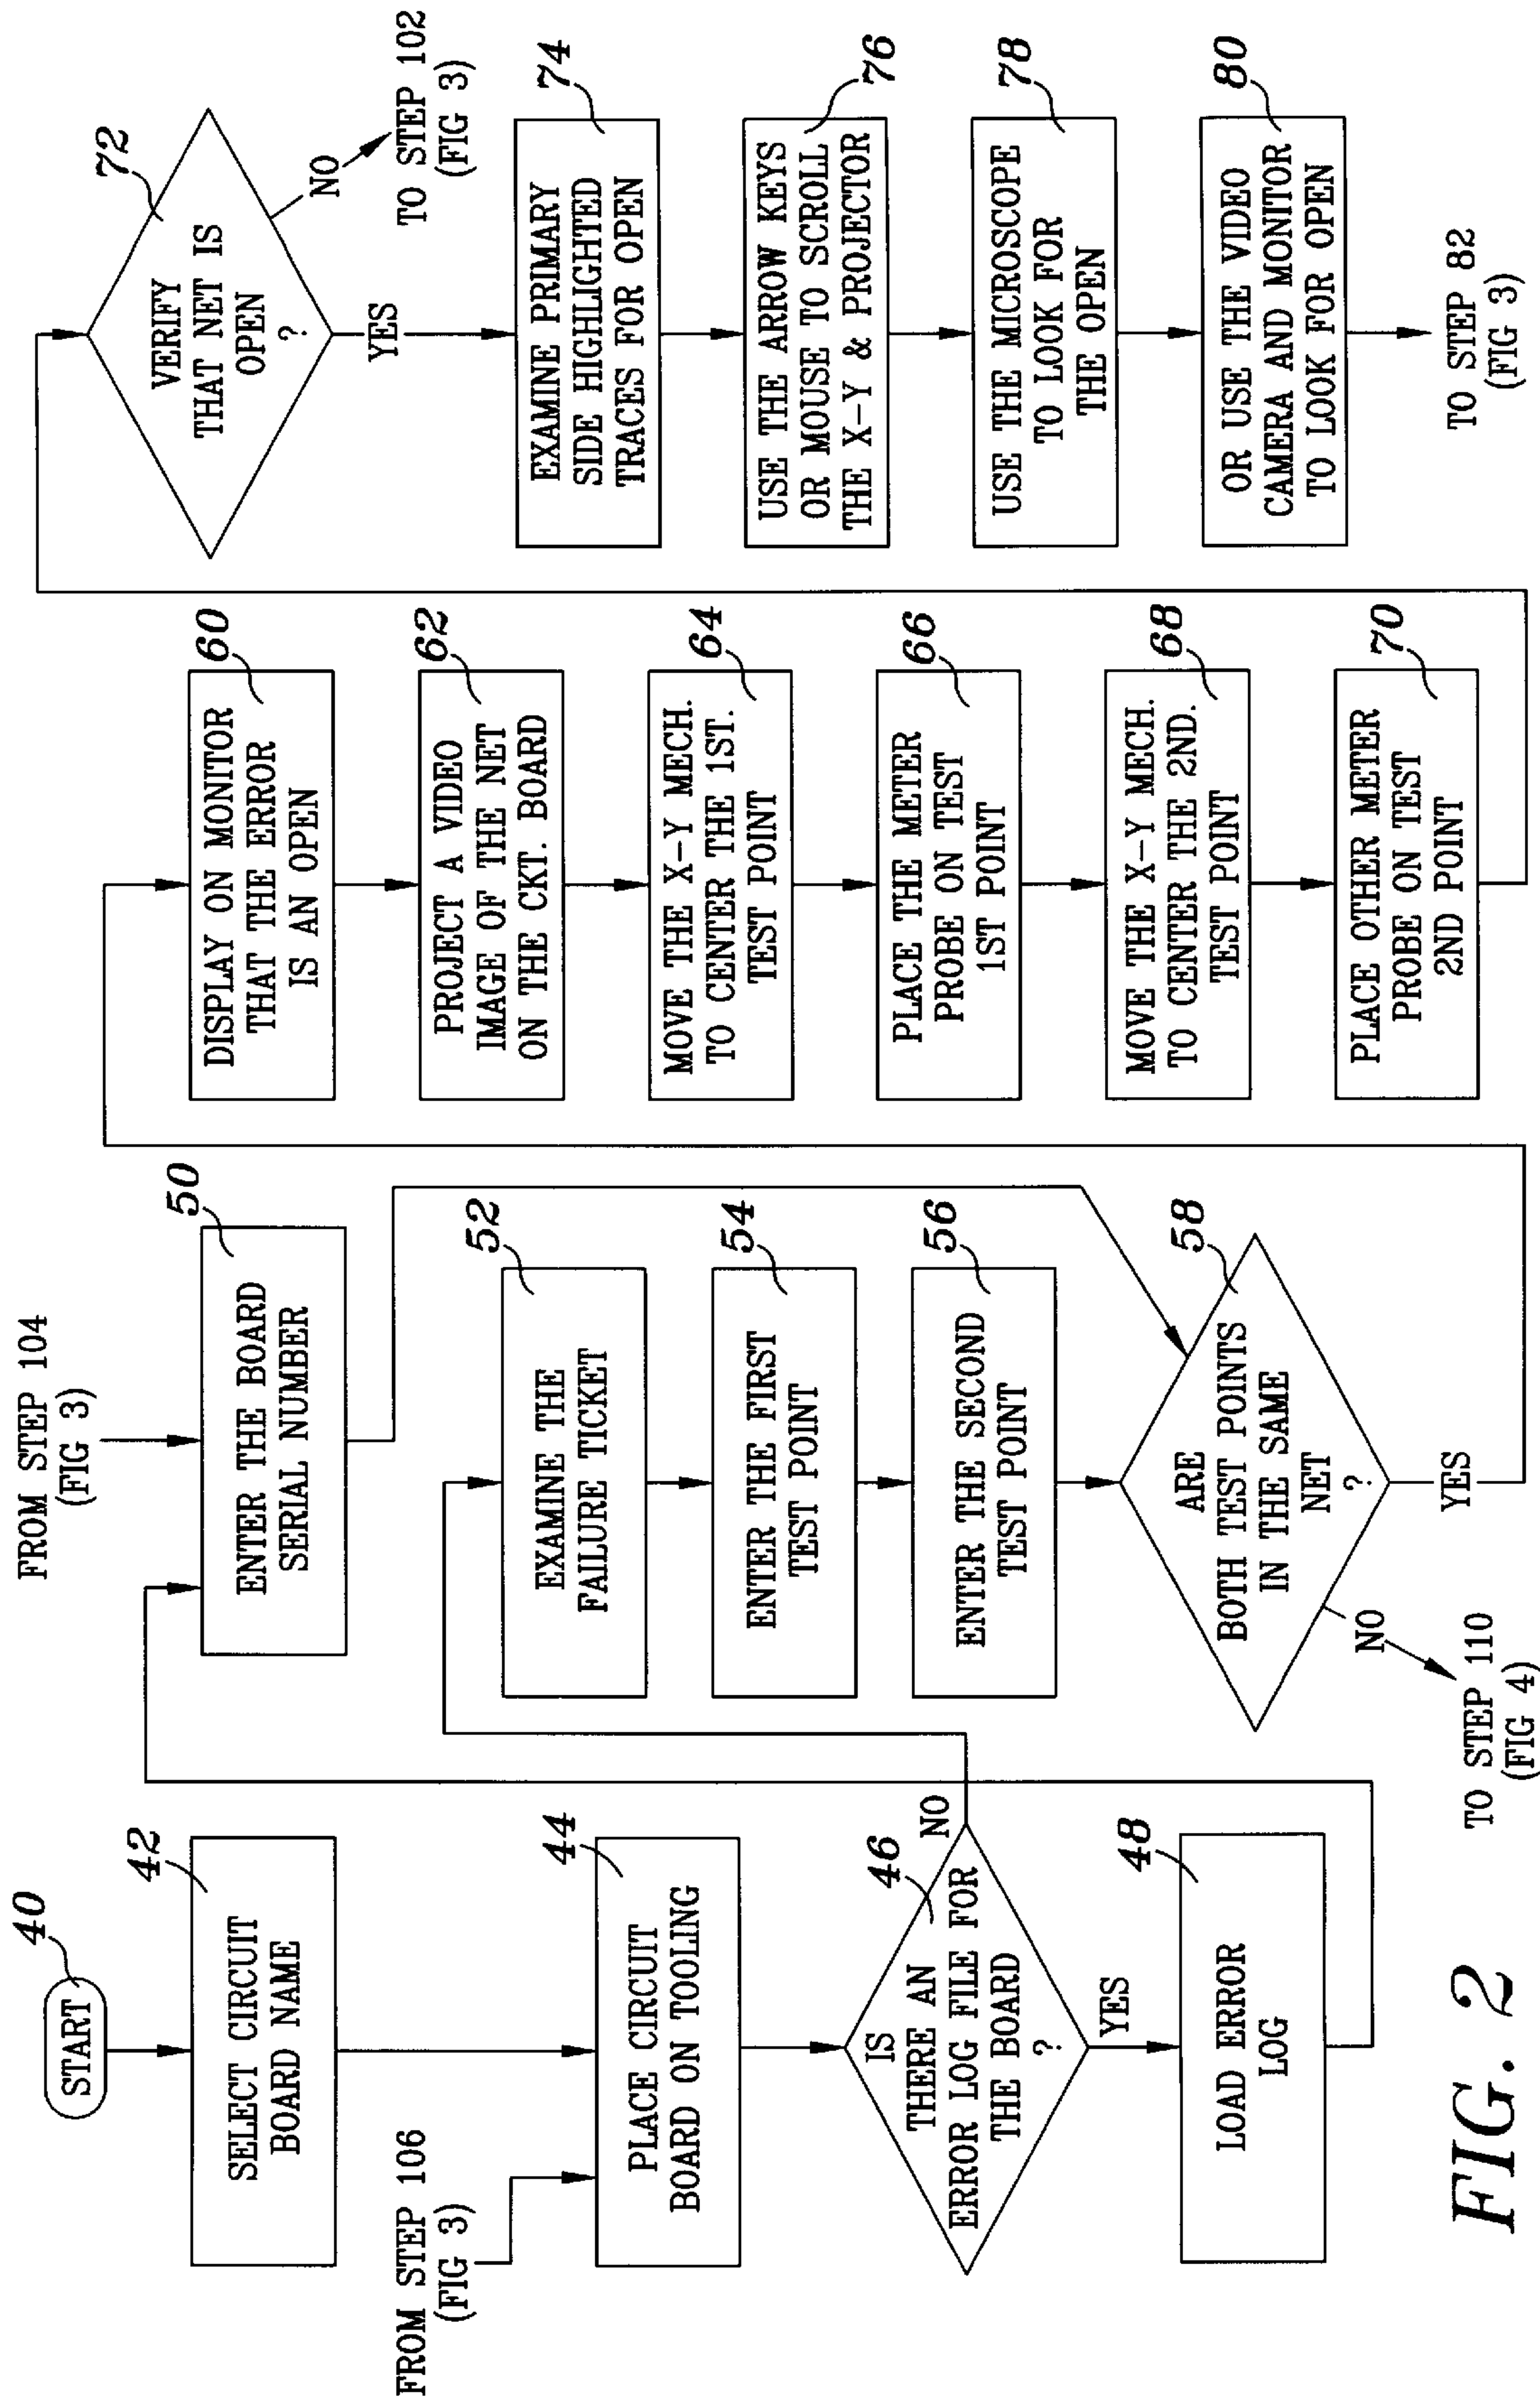 START
40
SELECT CIRCUIT
BOARD NAME
42
FROM STEP 106
(FIG 3)
PLACE CIRCUIT
BOARD ON TOOLING
44
IS
THERE AN
ERROR LOG FILE FOR
THE BOARD
?
46
NO
YES
LOAD ERROR
LOG
48
FROM STEP 104
(FIG 3)
ENTER THE BOARD
SERIAL NUMBER
50
EXAMINE THE
FAILURE TICKET
52
ENTER THE FIRST
TEST POINT
54
ENTER THE SECOND
TEST POINT
56
ARE
BOTH TEST POINTS
IN THE SAME
NET
?
58
NO
TO STEP 110
(FIG 4)
YES
DISPLAY ON MONITOR
THAT THE ERROR
IS AN OPEN
60
PROJECT A VIDEO
IMAGE OF THE NET
ON THE CKT. BOARD
62
MOVE THE X-Y MECH.
TO CENTER THE 1ST.
TEST POINT
64
PLACE THE METER
PROBE ON TEST
1ST POINT
66
MOVE THE X-Y MECH.
TO CENTER THE 2ND.
TEST POINT
68
PLACE OTHER METER
PROBE ON TEST
2ND POINT
70
VERIFY
THAT NET IS
OPEN
?
72
NO
TO STEP 102
(FIG 3)
YES
EXAMINE PRIMARY
SIDE HIGHLIGHTED
TRACES FOR OPEN
74
USE THE ARROW KEYS
OR MOUSE TO SCROLL
THE X-Y & PROJECTOR
76
USE THE MICROSCOPE
TO LOOK FOR
THE OPEN
78
OR USE THE VIDEO
CAMERA AND MONITOR
TO LOOK FOR OPEN
80
TO STEP 82
(FIG 3)
FIG. 2